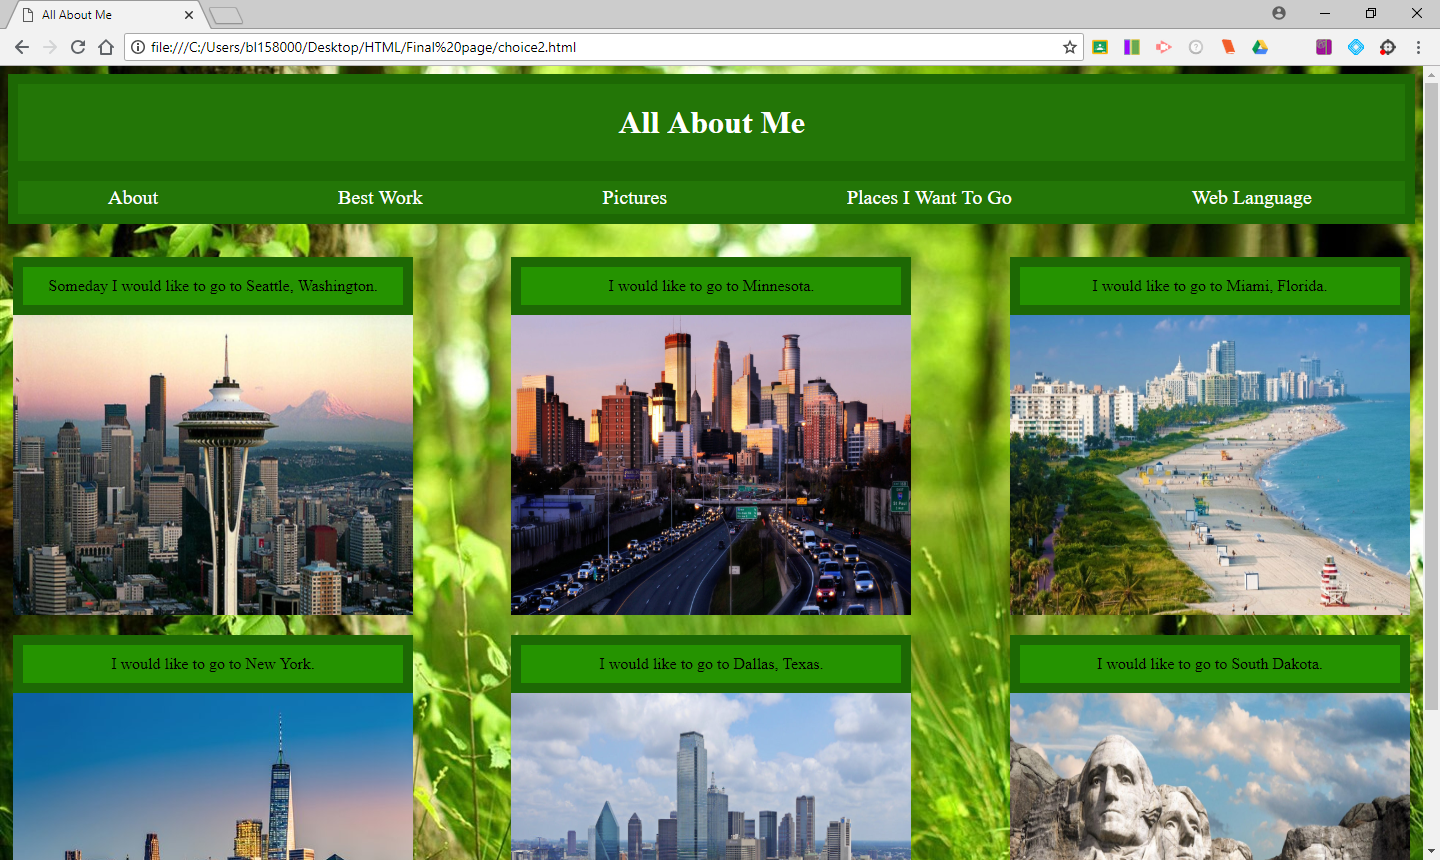 All About Me
file:///C:/Users/bl158000/Desktop/HTML/Final%20page/choice2.html
All About Me
About Best Work Pictures Places I Want To Go Web Language
Someday I would like to go to Seattle, Washington.
I would like to go to Minnesota.
I would like to go to Miami, Florida.
I would like to go to New York.
I would like to go to Dallas, Texas.
I would like to go to South Dakota.